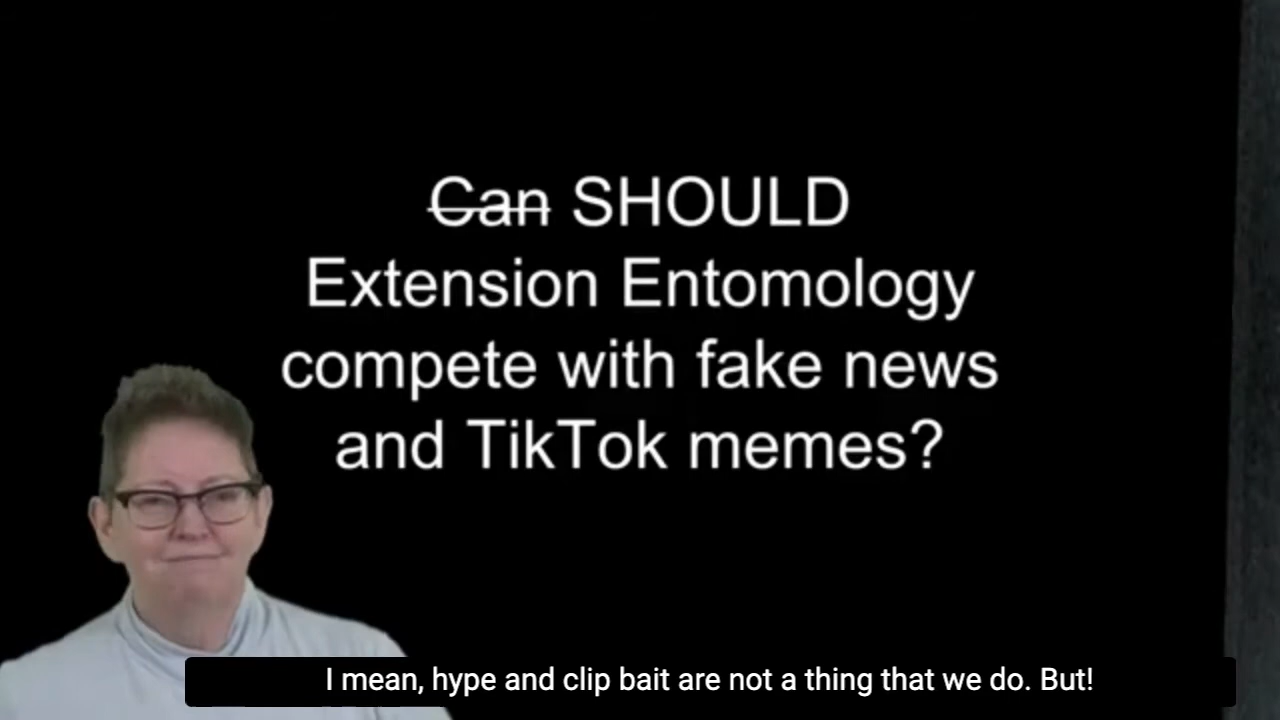 Can SHOULD
Extension Entomology
compete with fake news
and TikTok memes?
I mean, hype and clip bait are not a thing that we do. But!